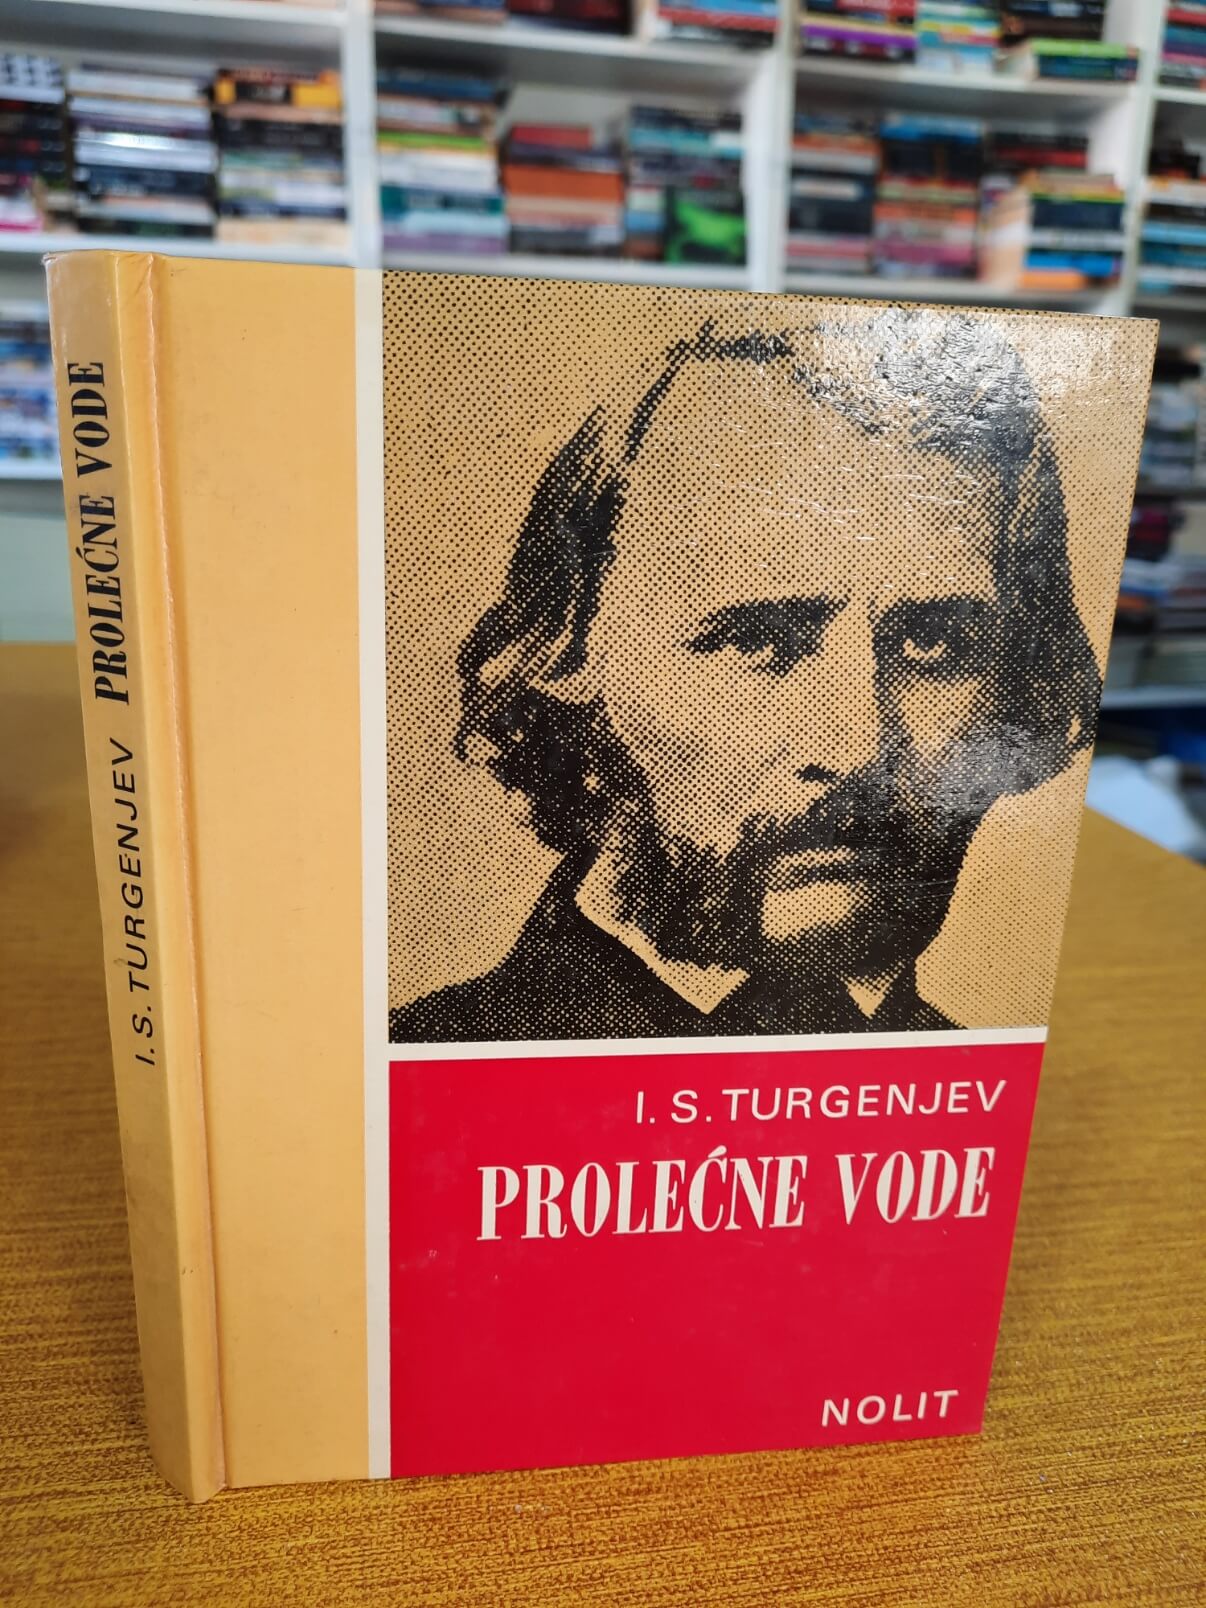 I. S. TURGENJEV PROLEĆNE VODE
I. S. TURGENJEV
PROLEĆNE VODE
NOLIT